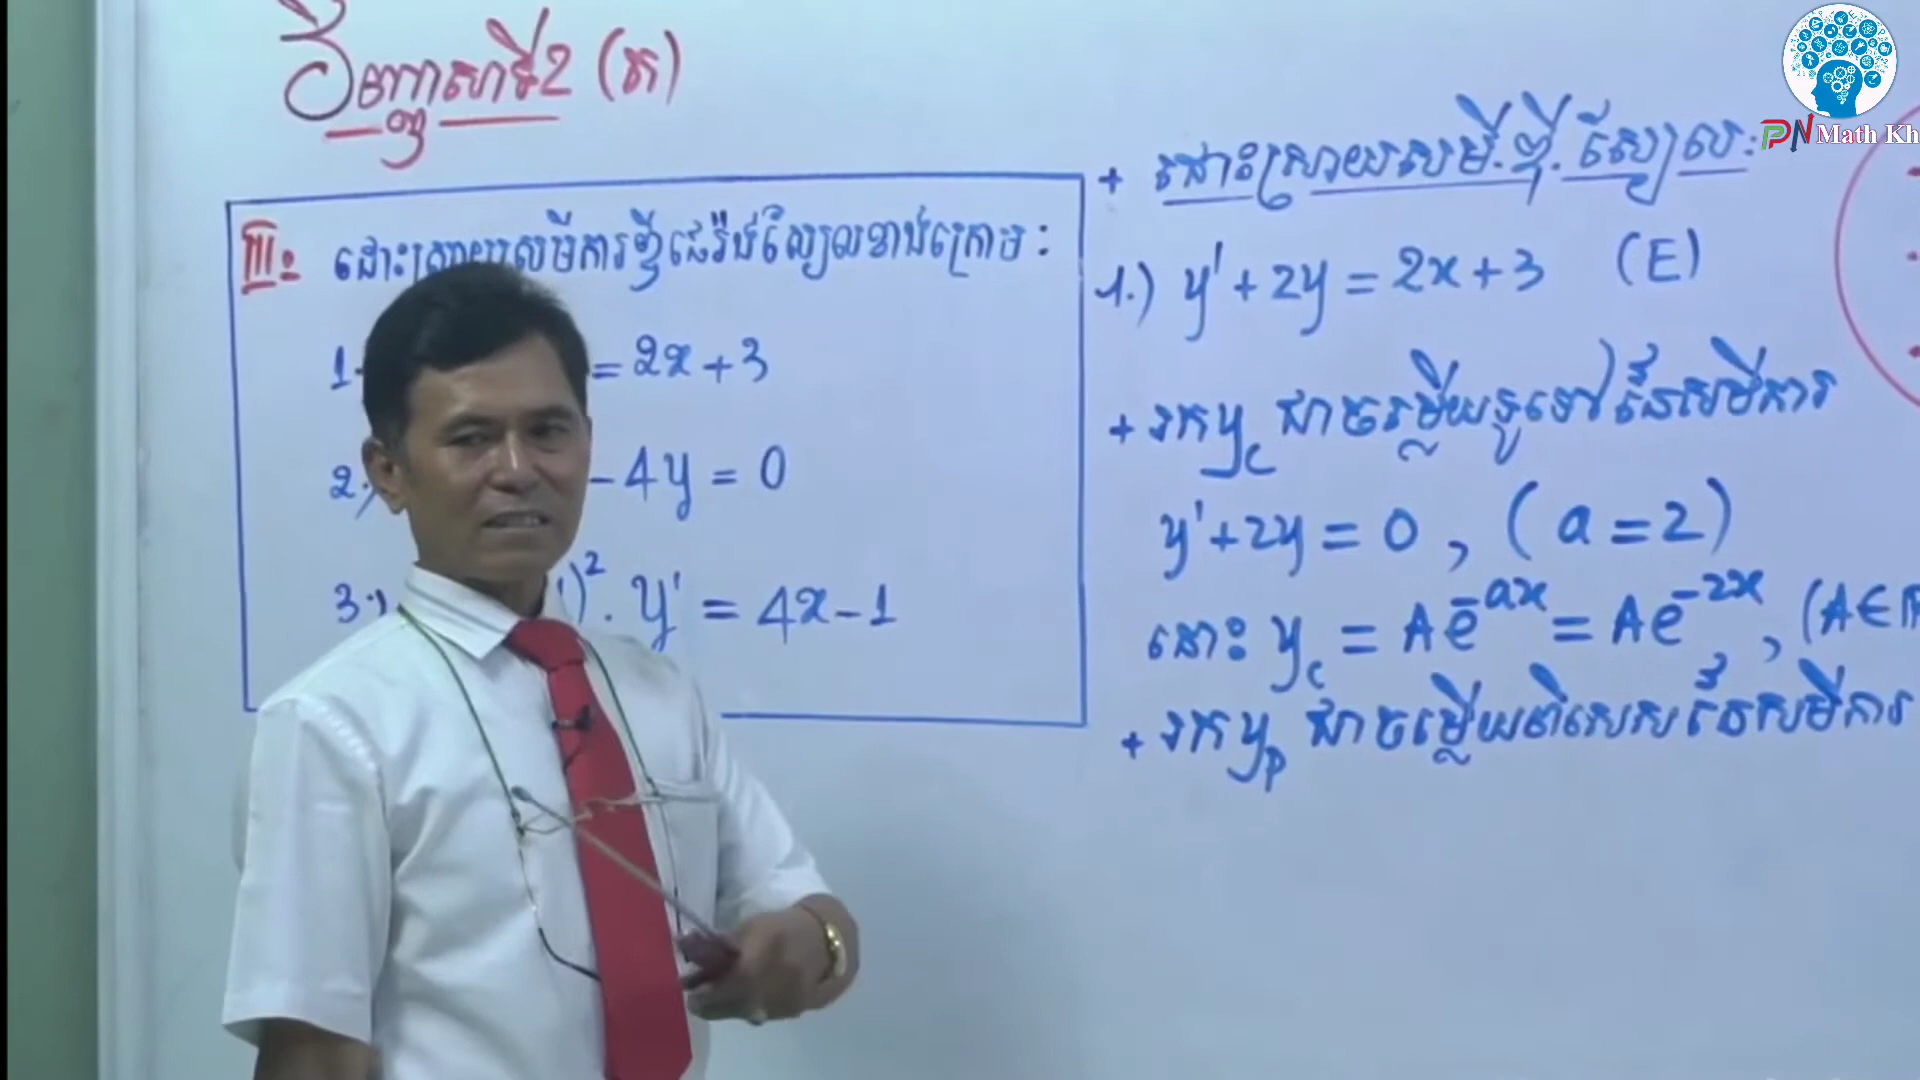 វិញ្ញាសាទី2 (ត)
III: ដោះស្រាយសមីការឌីផេរ៉ង់ស្យែលខាងក្រោម:
= 2x + 3
2.) - 4y = 0
3.) )² . y' = 4x - 1
+ ដោះស្រាយសមី.ឌី.ស្យែល:
1.) y' + 2y = 2x + 3 (E)
+ រក y_c ជាចម្លើយទូទៅនៃសមីការ
y' + 2y = 0 , (a = 2)
នោះ: y_c = Ae^{-ax} = Ae^{-2x} , (A ∈
+ រក y_p ជាចម្លើយពិសេសនៃសមីការ
PN Math Kh